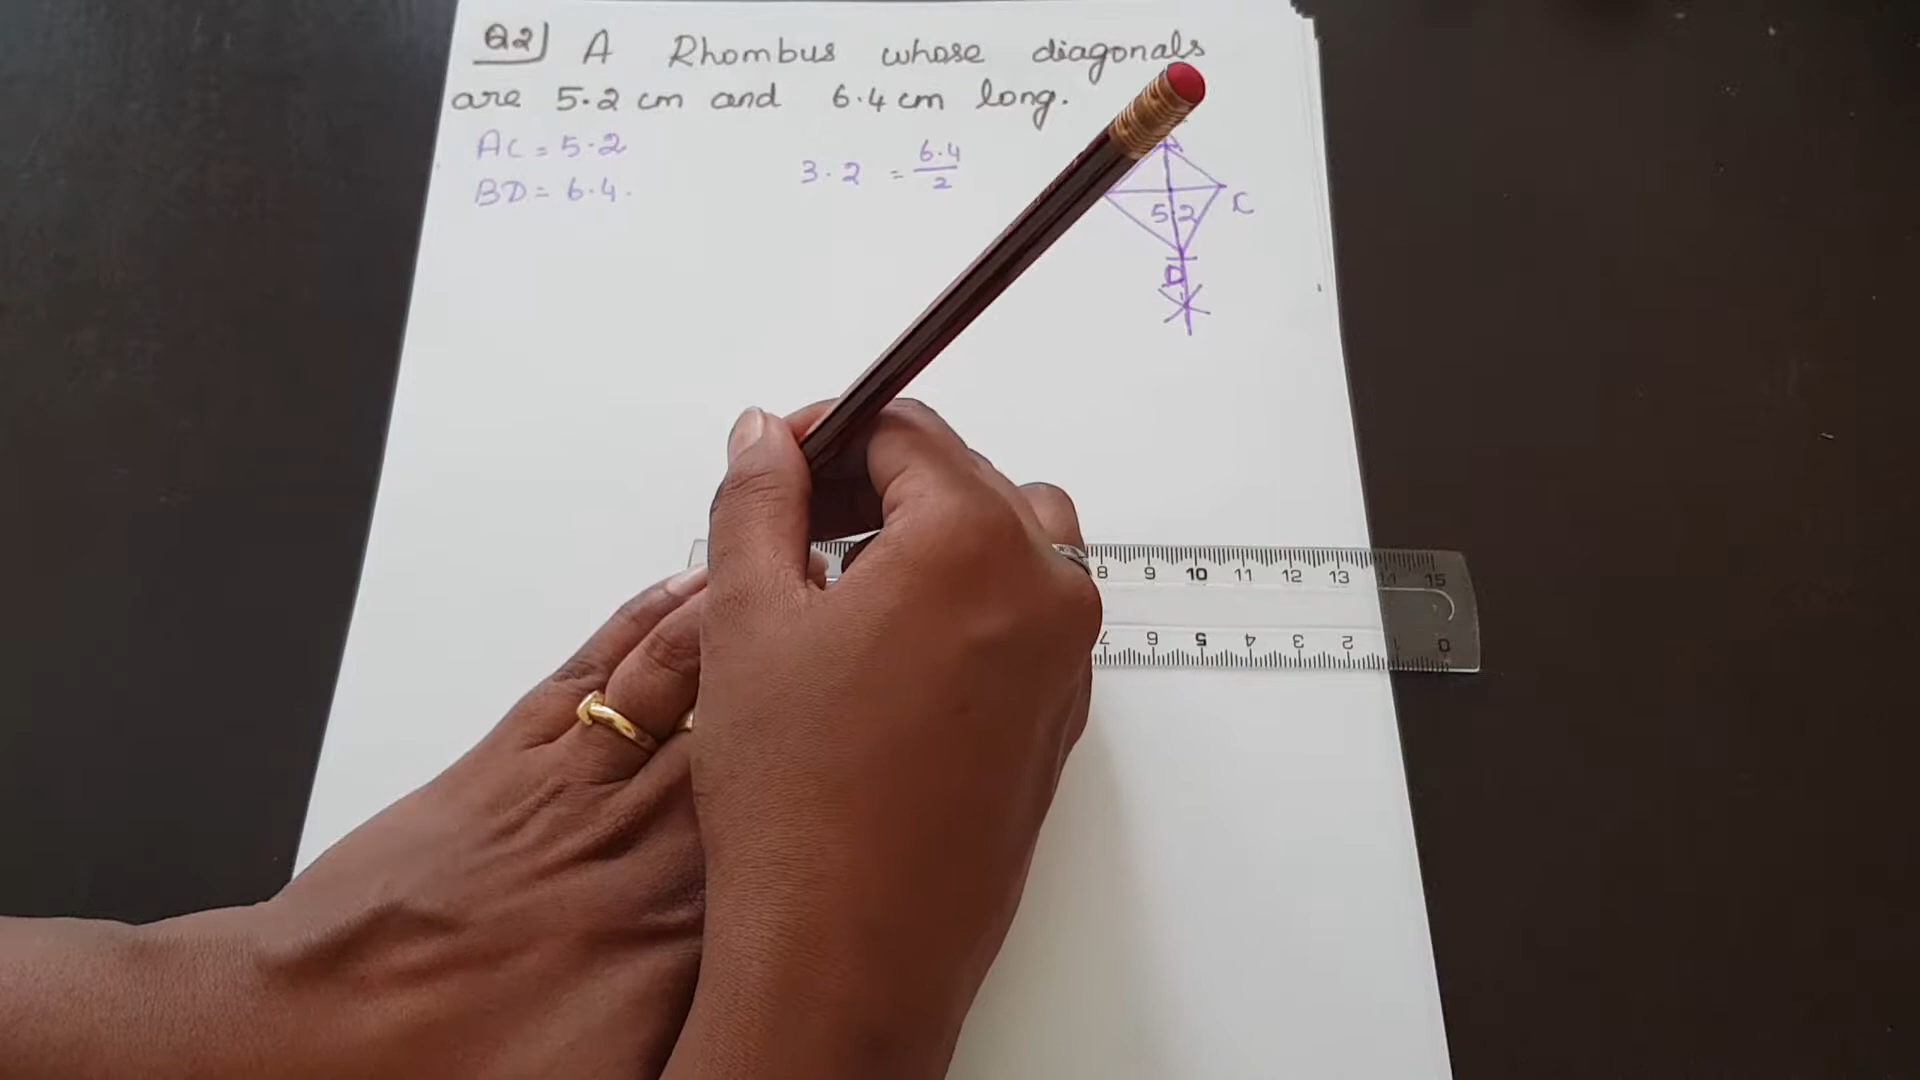 Q2) A Rhombus whose diagonals
are 5.2 cm and 6.4 cm long.
AC = 5.2
BD = 6.4.
3.2 = 6.4/2
5.2
C
D
8 9 10 11 12 13 14 15
7 6 5 4 3 2 1 0